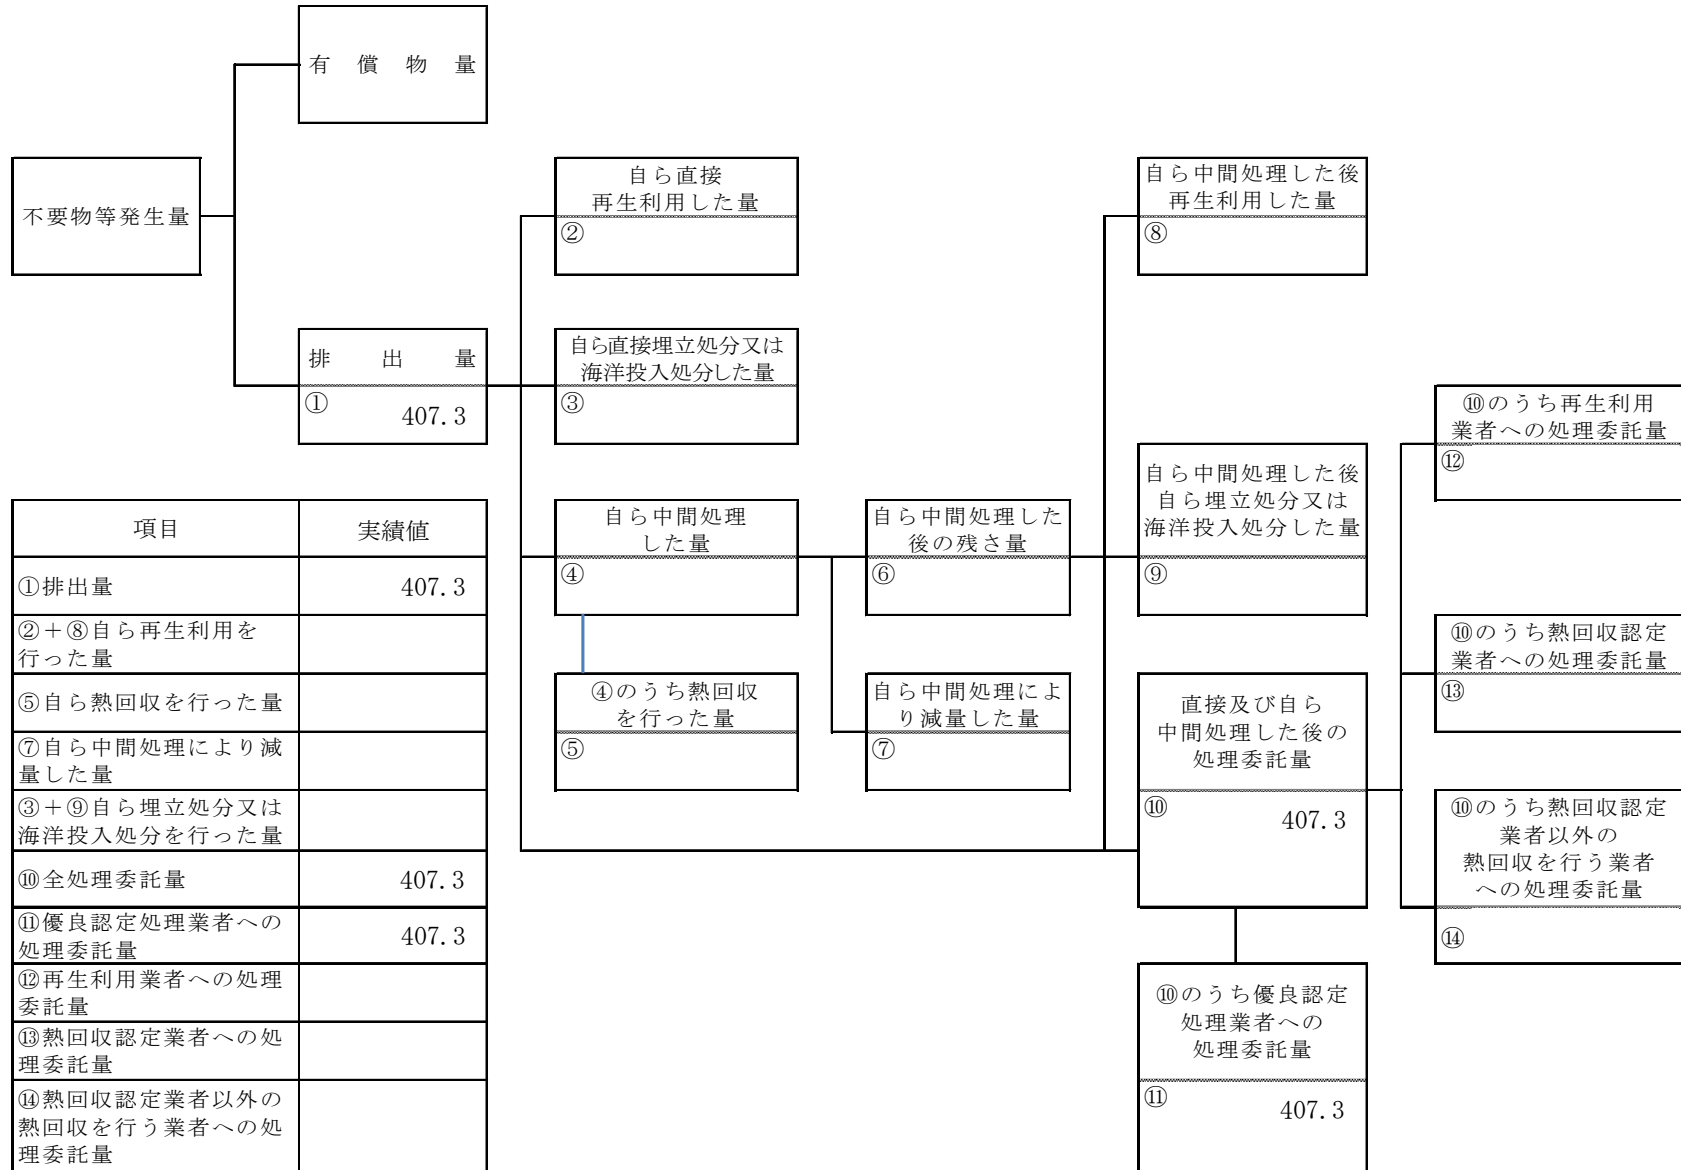 有償物量
不要物等発生量
自ら直接
再生利用した量
②
自ら中間処理した後
再生利用した量
⑧
排出量
① 407.3
自ら直接埋立処分又は
海洋投入処分した量
③
⑩のうち再生利用
業者への処理委託量
⑫
自ら中間処理
した量
④
自ら中間処理した
後の残さ量
⑥
自ら中間処理した後
自ら埋立処分又は
海洋投入処分した量
⑨
④のうち熱回収
を行った量
⑤
自ら中間処理によ
り減量した量
⑦
直接及び自ら
中間処理した後の
処理委託量
⑩ 407.3
⑩のうち熱回収認定
業者への処理委託量
⑬
⑩のうち熱回収認定
業者以外の
熱回収を行う業者
への処理委託量
⑭
⑩のうち優良認定
処理業者への
処理委託量
⑪ 407.3
項目 実績値
①排出量 407.3
②＋⑧自ら再生利用を
行った量
⑤自ら熱回収を行った量
⑦自ら中間処理により減
量した量
③＋⑨自ら埋立処分又は
海洋投入処分を行った量
⑩全処理委託量 407.3
⑪優良認定処理業者への
処理委託量 407.3
⑫再生利用業者への処理
委託量
⑬熱回収認定業者への処
理委託量
⑭熱回収認定業者以外の
熱回収を行う業者への処
理委託量